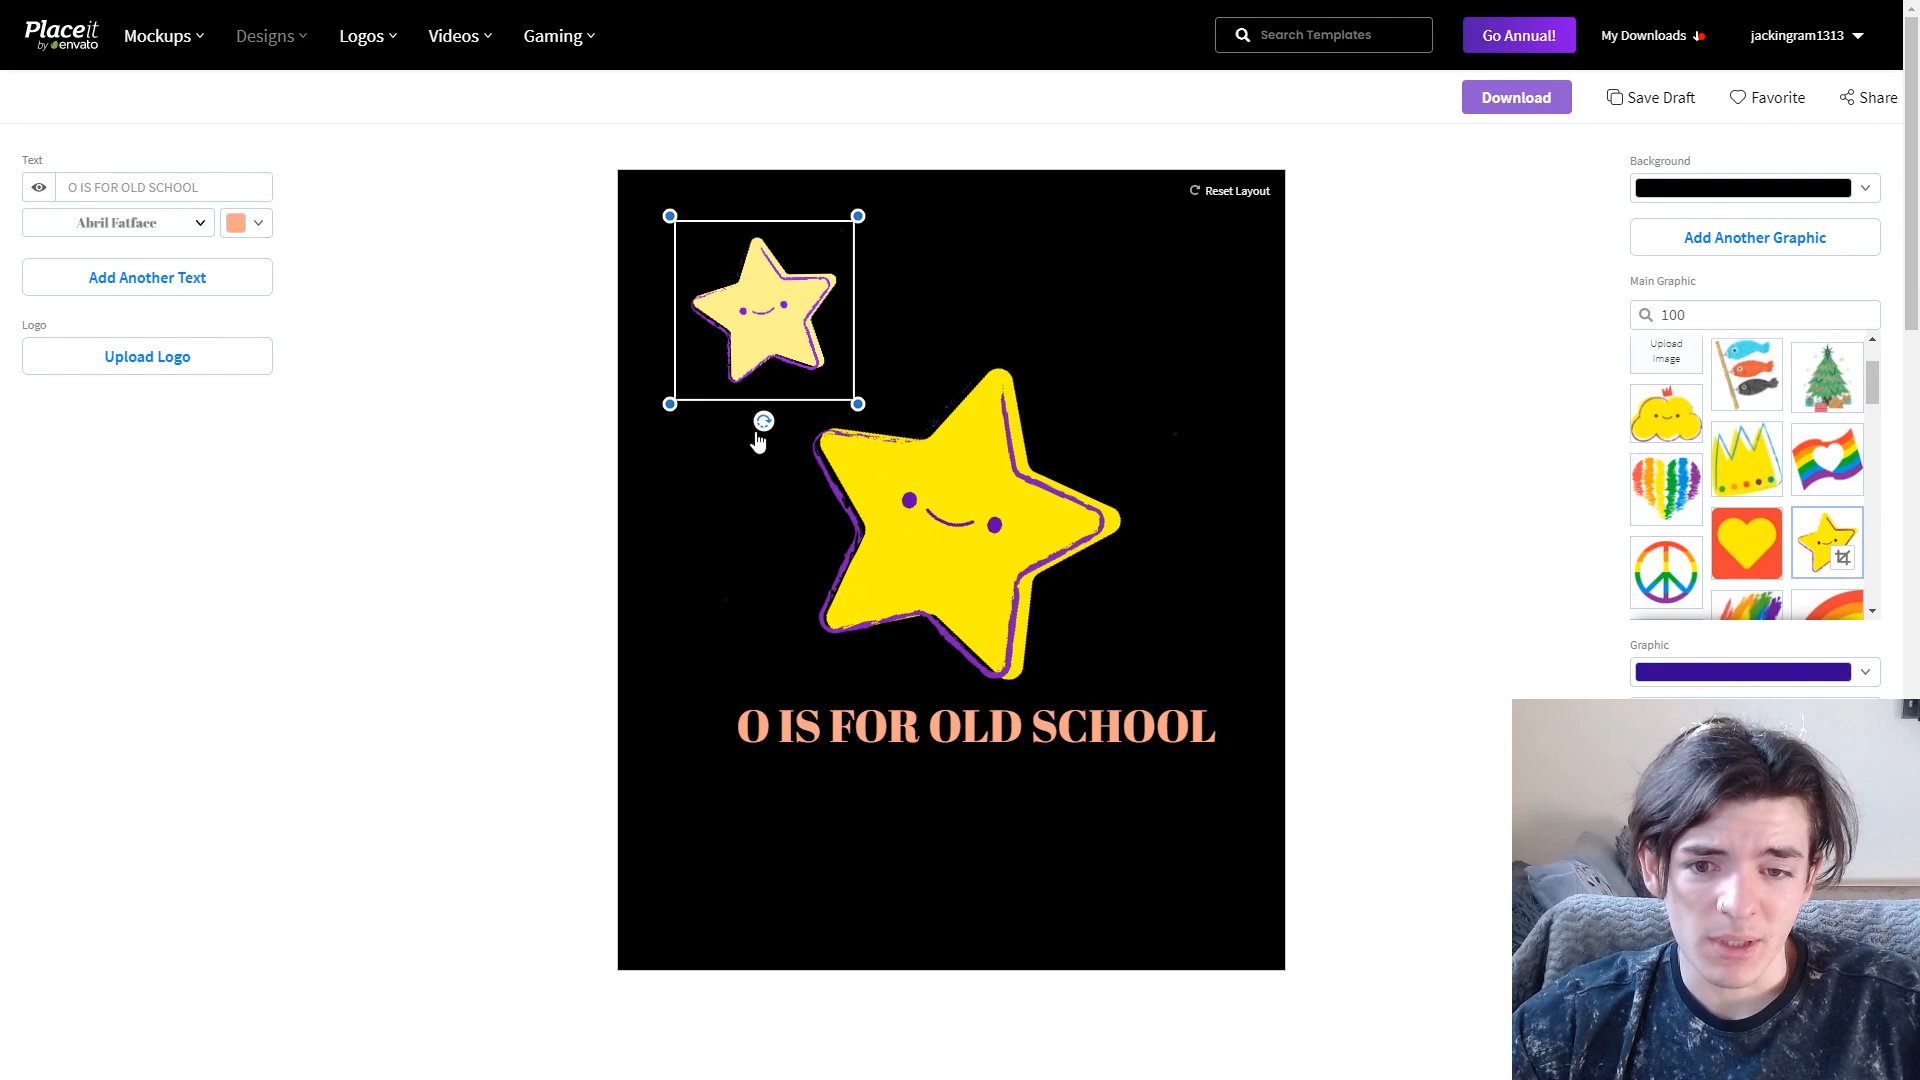 Placeit
by envato
Mockups
Designs
Logos
Videos
Gaming
Search Templates
Go Annual!
My Downloads
jackingram1313
Download
Save Draft
Favorite
Share
Text
O IS FOR OLD SCHOOL
Abril Fatface
Add Another Text
Logo
Upload Logo
Reset Layout
O IS FOR OLD SCHOOL
Background
Add Another Graphic
Main Graphic
100
Upload
Image
Graphic